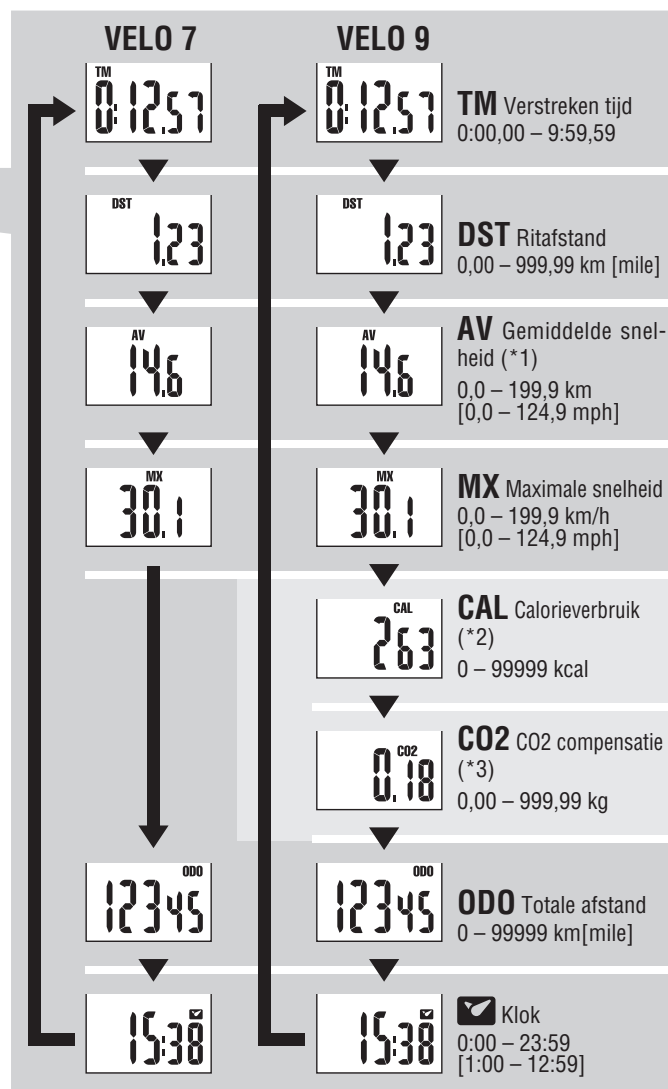 VELO 7 VELO 9
TM
0:12,57
TM
0:12,57
TM Verstreken tijd
0:00,00 – 9:59,59
DST
1,23
DST
1,23
DST Ritafstand
0,00 – 999,99 km [mile]
AV
14,6
AV
14,6
AV Gemiddelde snel-
heid (*1)
0,0 – 199,9 km
[0,0 – 124,9 mph]
MX
30,1
MX
30,1
MX Maximale snelheid
0,0 – 199,9 km/h
[0,0 – 124,9 mph]
CAL
263
CAL Calorieverbruik
(*2)
0 – 99999 kcal
CO2
0,18
CO2 CO2 compensatie
(*3)
0,00 – 999,99 kg
ODO
12345
ODO
12345
ODO Totale afstand
0 – 99999 km[mile]
15:38
15:38
Klok
0:00 – 23:59
[1:00 – 12:59]